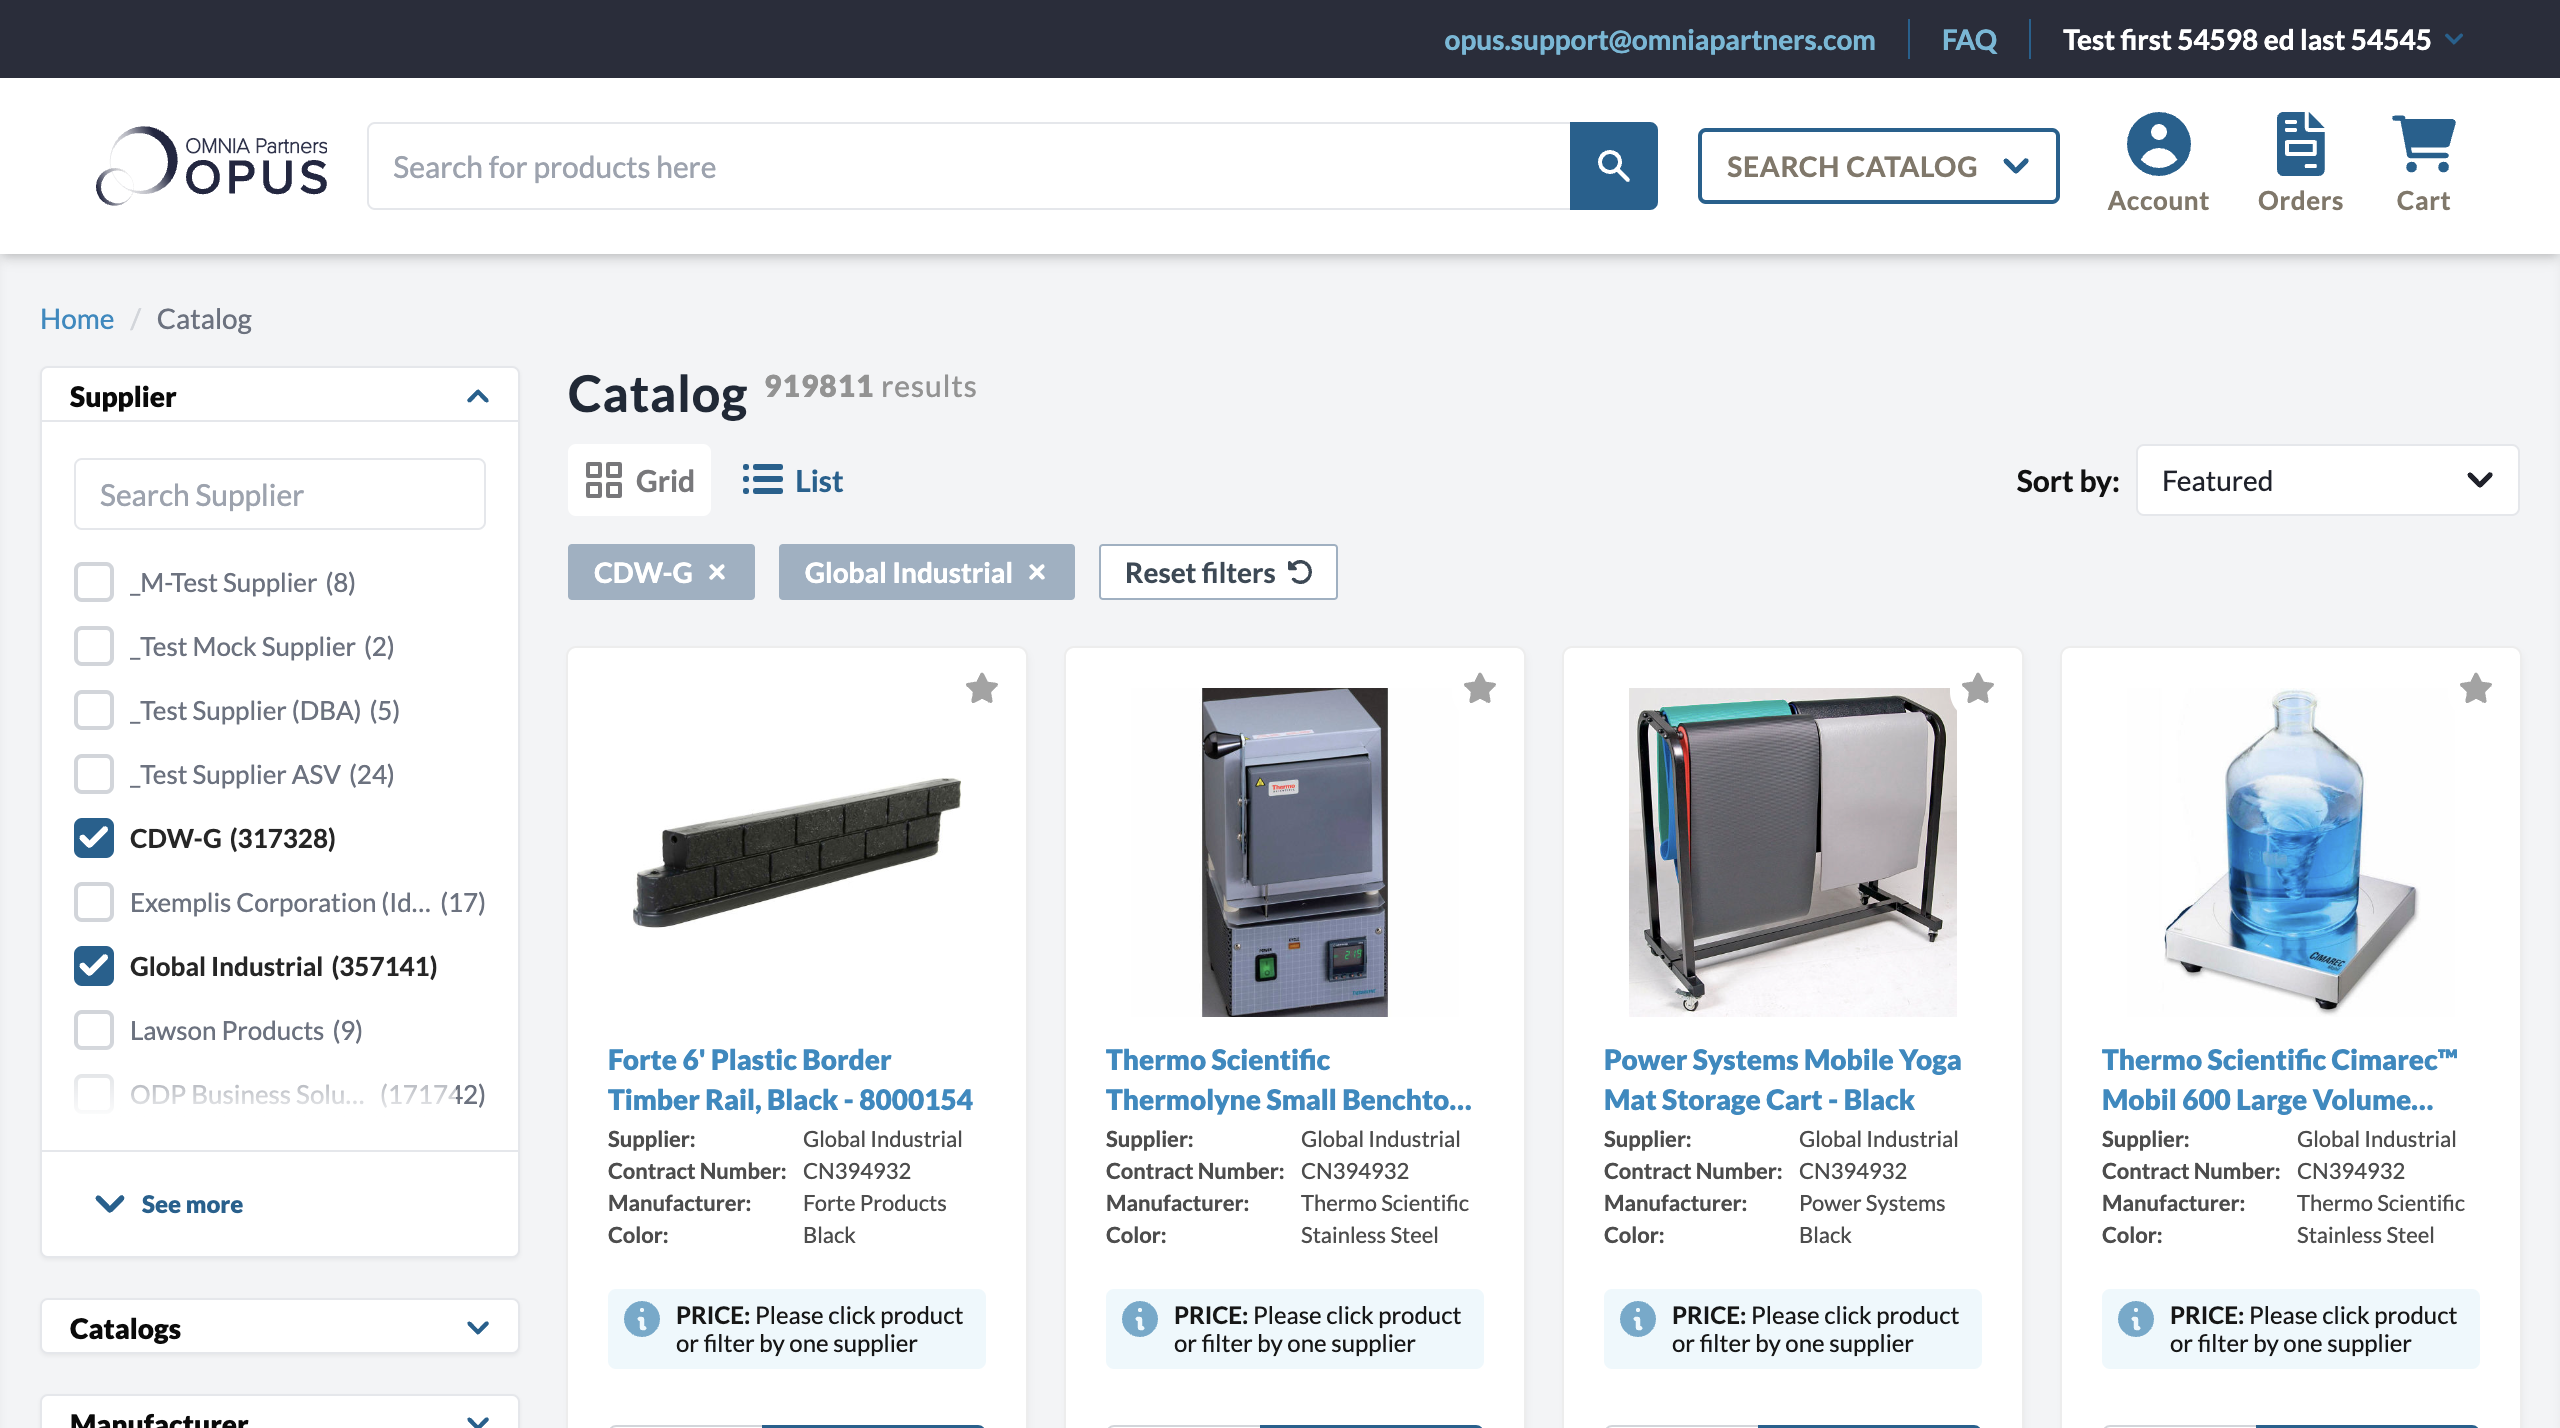 opus.support@omniapartners.com
FAQ
Test first 54598 ed last 54545
OMNIA Partners
OPUS
Search for products here
SEARCH CATALOG
Account
Orders
Cart
Home / Catalog
Supplier
Search Supplier
_M-Test Supplier (8)
_Test Mock Supplier (2)
_Test Supplier (DBA) (5)
_Test Supplier ASV (24)
CDW-G (317328)
Exemplis Corporation (Id... (17)
Global Industrial (357141)
Lawson Products (9)
ODP Business Solu... (171742)
See more
Catalogs
Manufacturer
Catalog 919811 results
Grid
List
Sort by:
Featured
CDW-G
Global Industrial
Reset filters
Forte 6' Plastic Border
Timber Rail, Black - 8000154
Supplier: Global Industrial
Contract Number: CN394932
Manufacturer: Forte Products
Color: Black
PRICE: Please click product
or filter by one supplier
Thermo
Thermo Scientific
Thermolyne Small Benchto...
Supplier: Global Industrial
Contract Number: CN394932
Manufacturer: Thermo Scientific
Color: Stainless Steel
PRICE: Please click product
or filter by one supplier
Power Systems Mobile Yoga
Mat Storage Cart - Black
Supplier: Global Industrial
Contract Number: CN394932
Manufacturer: Power Systems
Color: Black
PRICE: Please click product
or filter by one supplier
CIMAREC
Thermo Scientific Cimarec™
Mobil 600 Large Volume...
Supplier: Global Industrial
Contract Number: CN394932
Manufacturer: Thermo Scientific
Color: Stainless Steel
PRICE: Please click product
or filter by one supplier